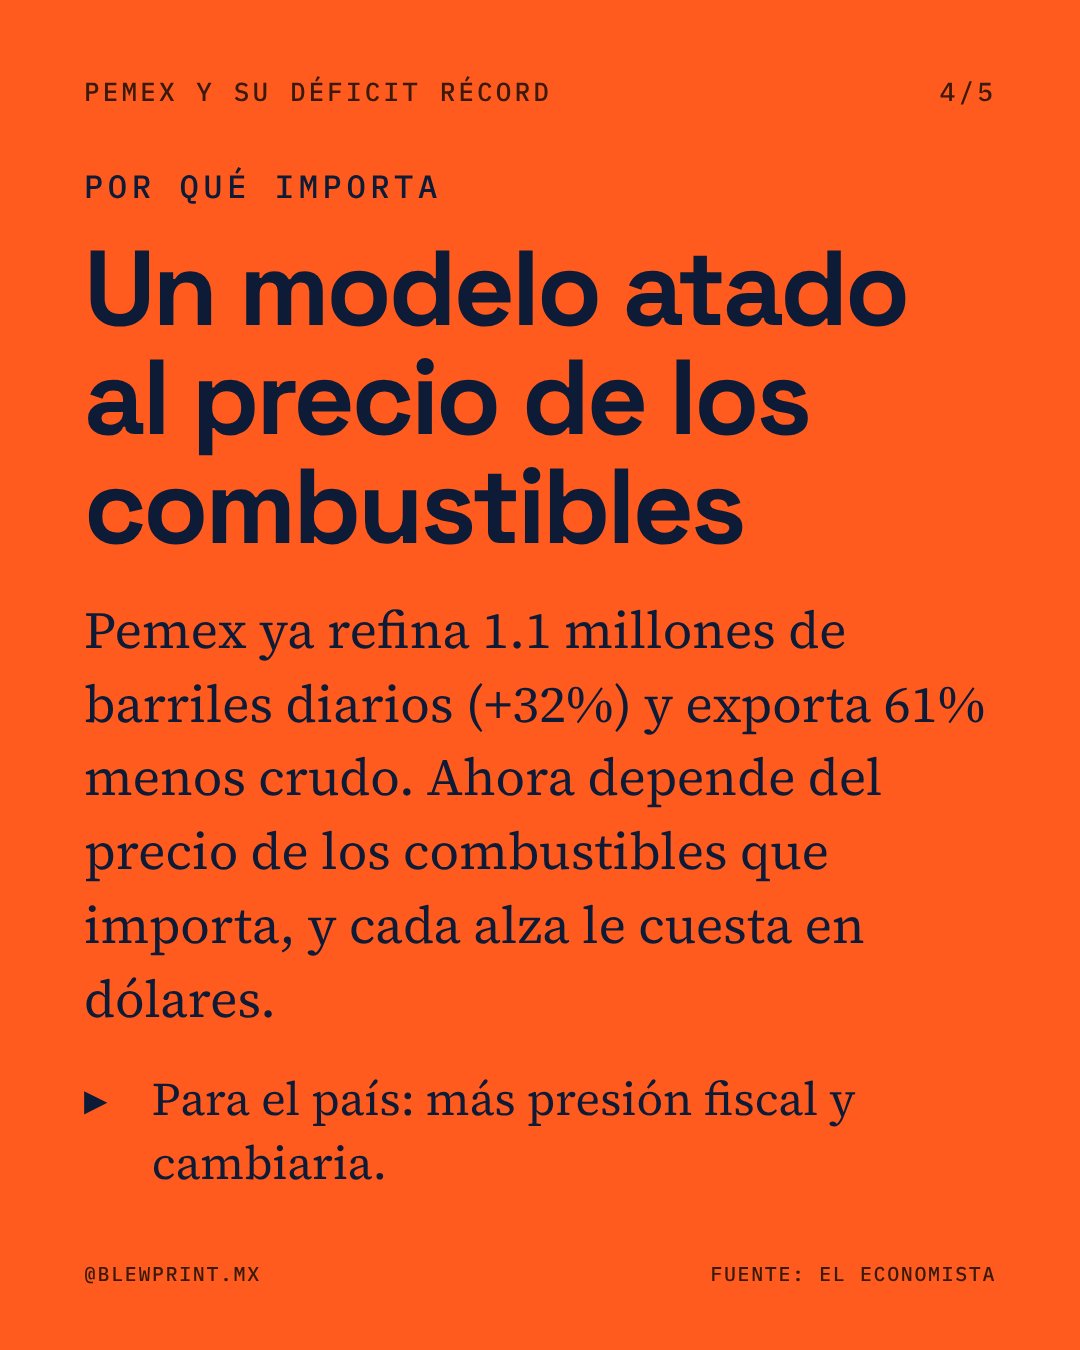 PEMEX Y SU DÉFICIT RÉCORD
4/5
POR QUÉ IMPORTA
Un modelo atado
al precio de los
combustibles
Pemex ya refina 1.1 millones de
barriles diarios (+32%) y exporta 61%
menos crudo. Ahora depende del
precio de los combustibles que
importa, y cada alza le cuesta en
dólares.
▶ Para el país: más presión fiscal y
cambiaria.
@BLEWPRINT.MX
FUENTE: EL ECONOMISTA